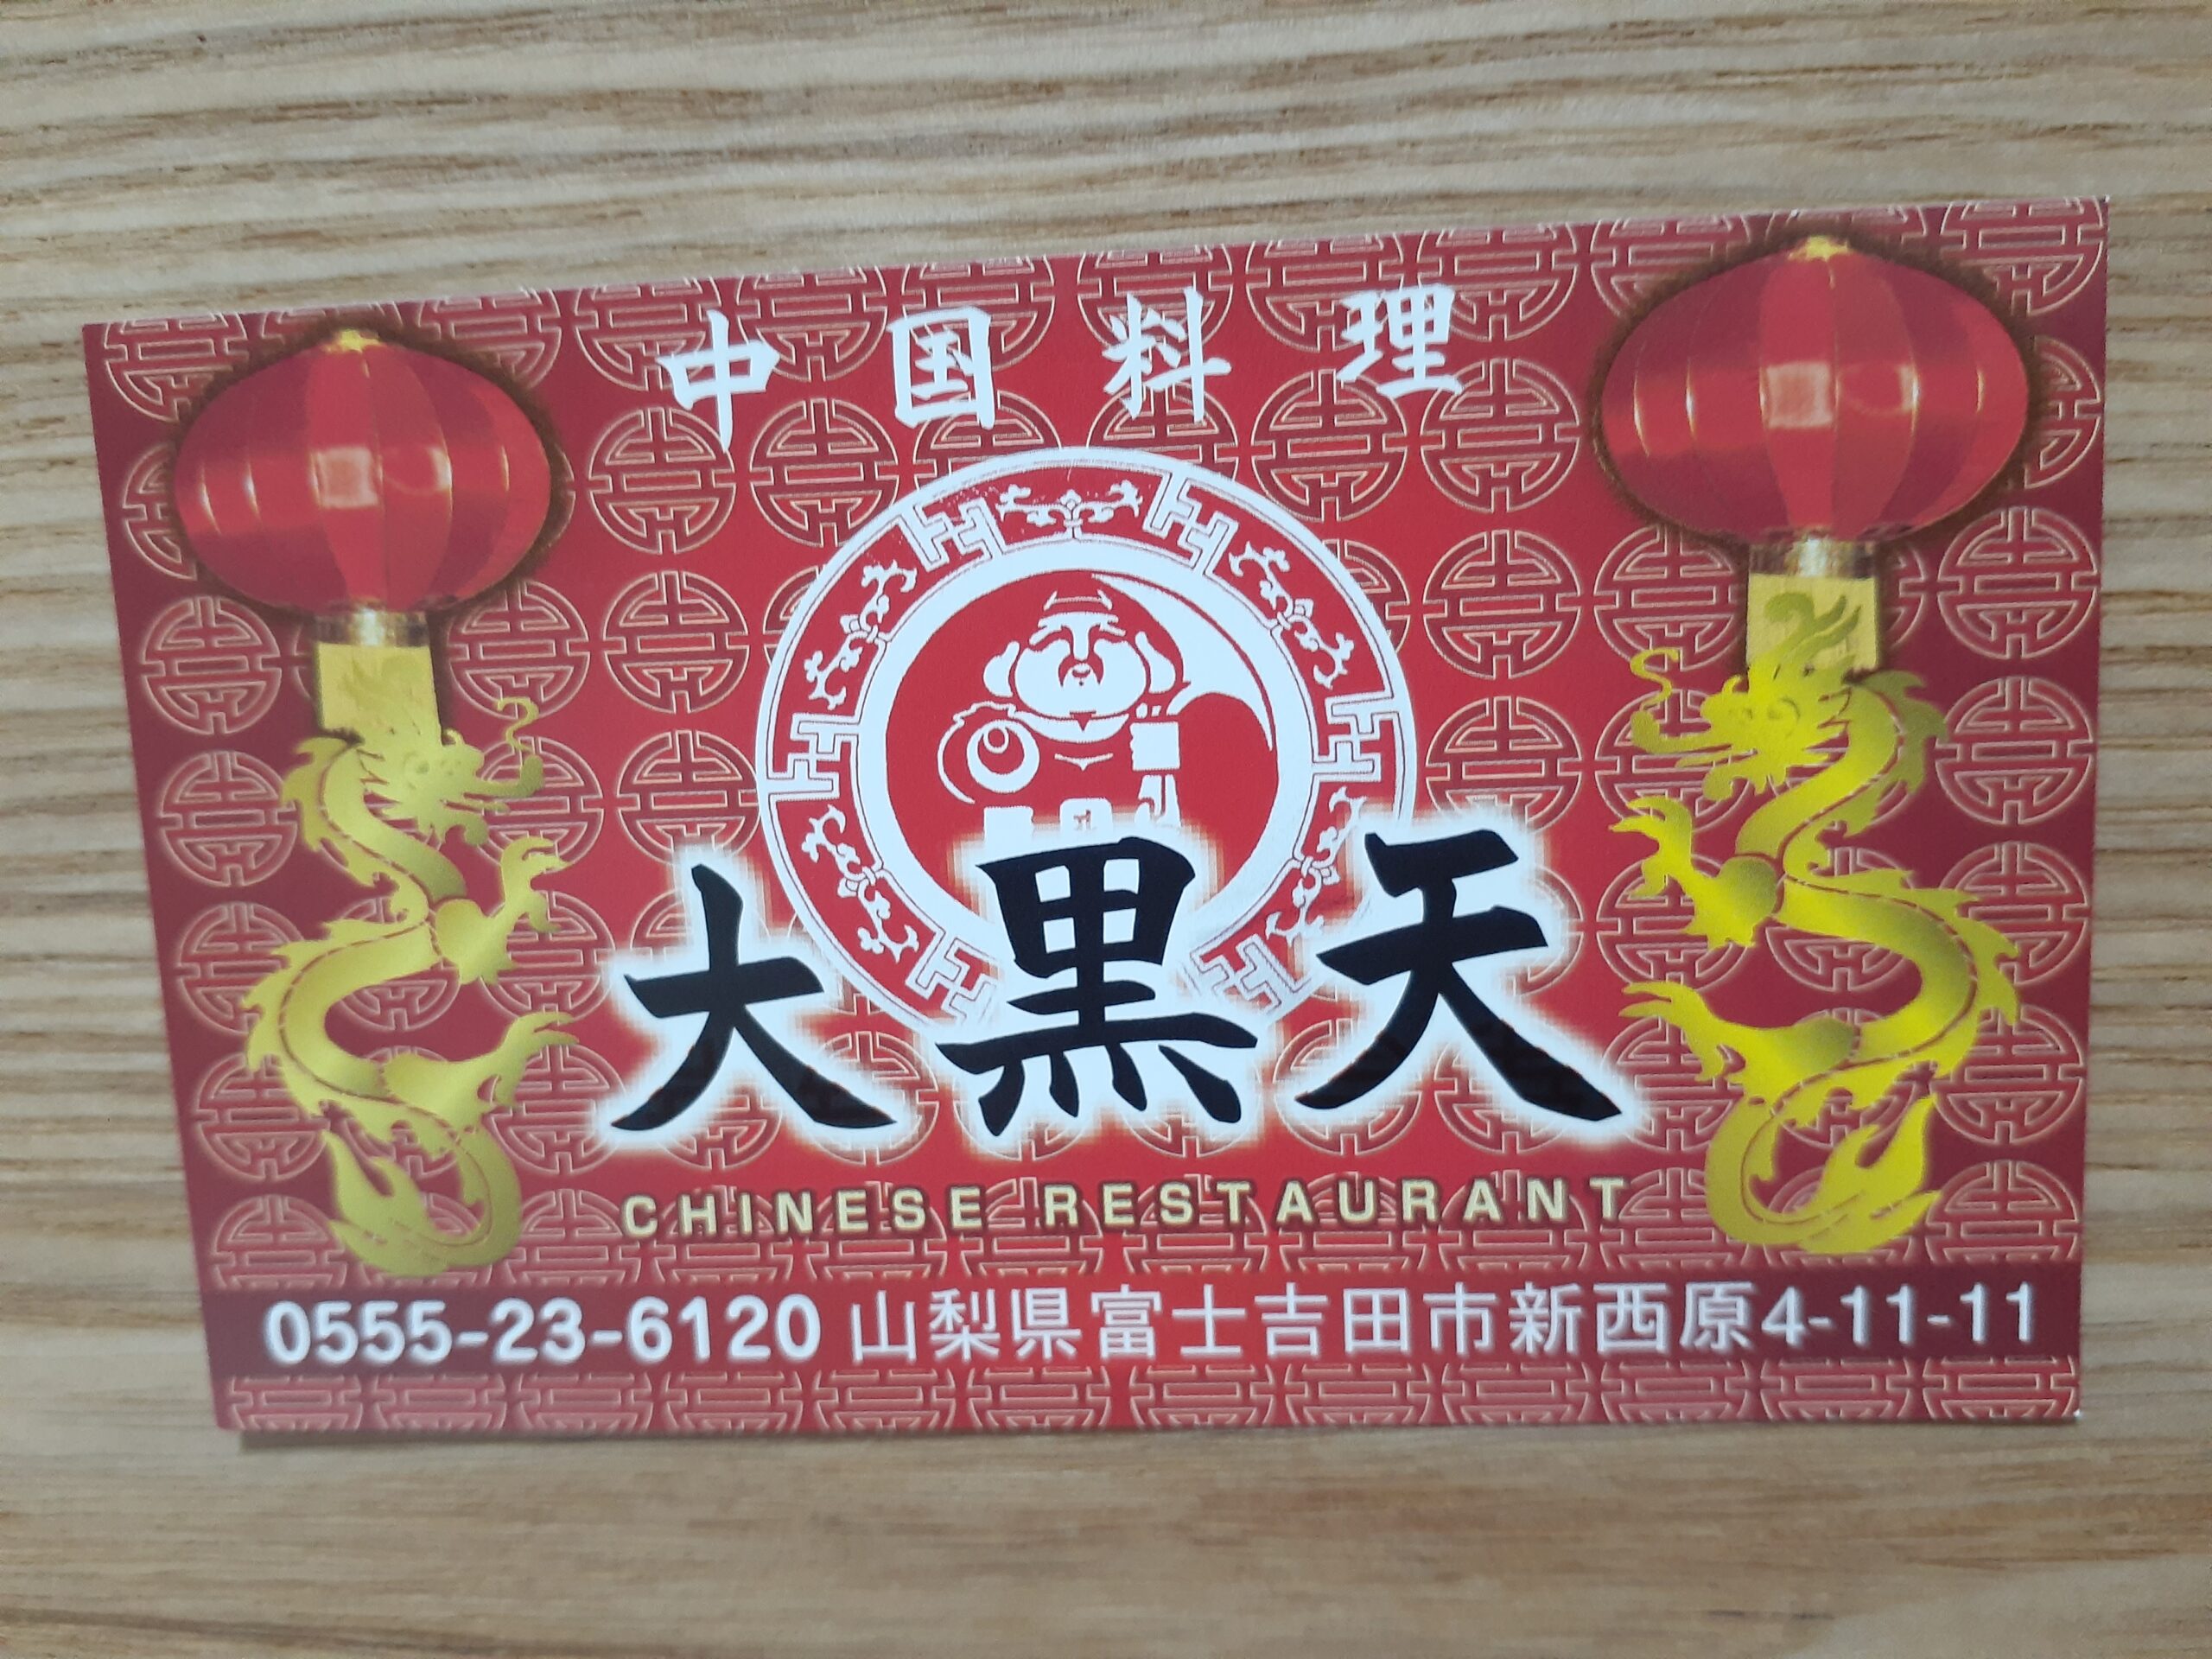 中国料理
大黒天
CHINESE RESTAURANT
0555-23-6120 山梨県富士吉田市新西原4-11-11